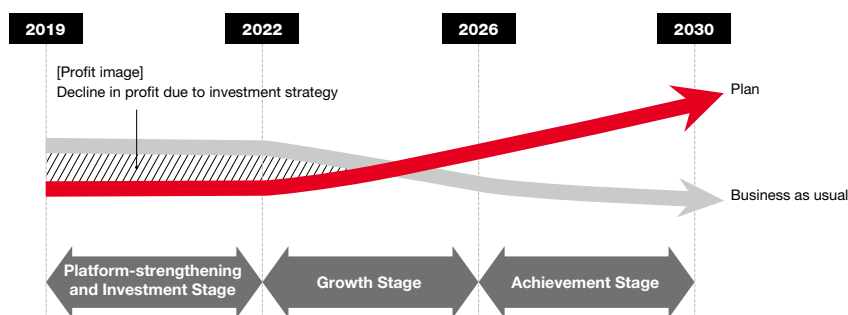 2019
2022
2026
2030
[Profit image]
Decline in profit due to investment strategy
Plan
Business as usual
Platform-strengthening
and Investment Stage
Growth Stage
Achievement Stage